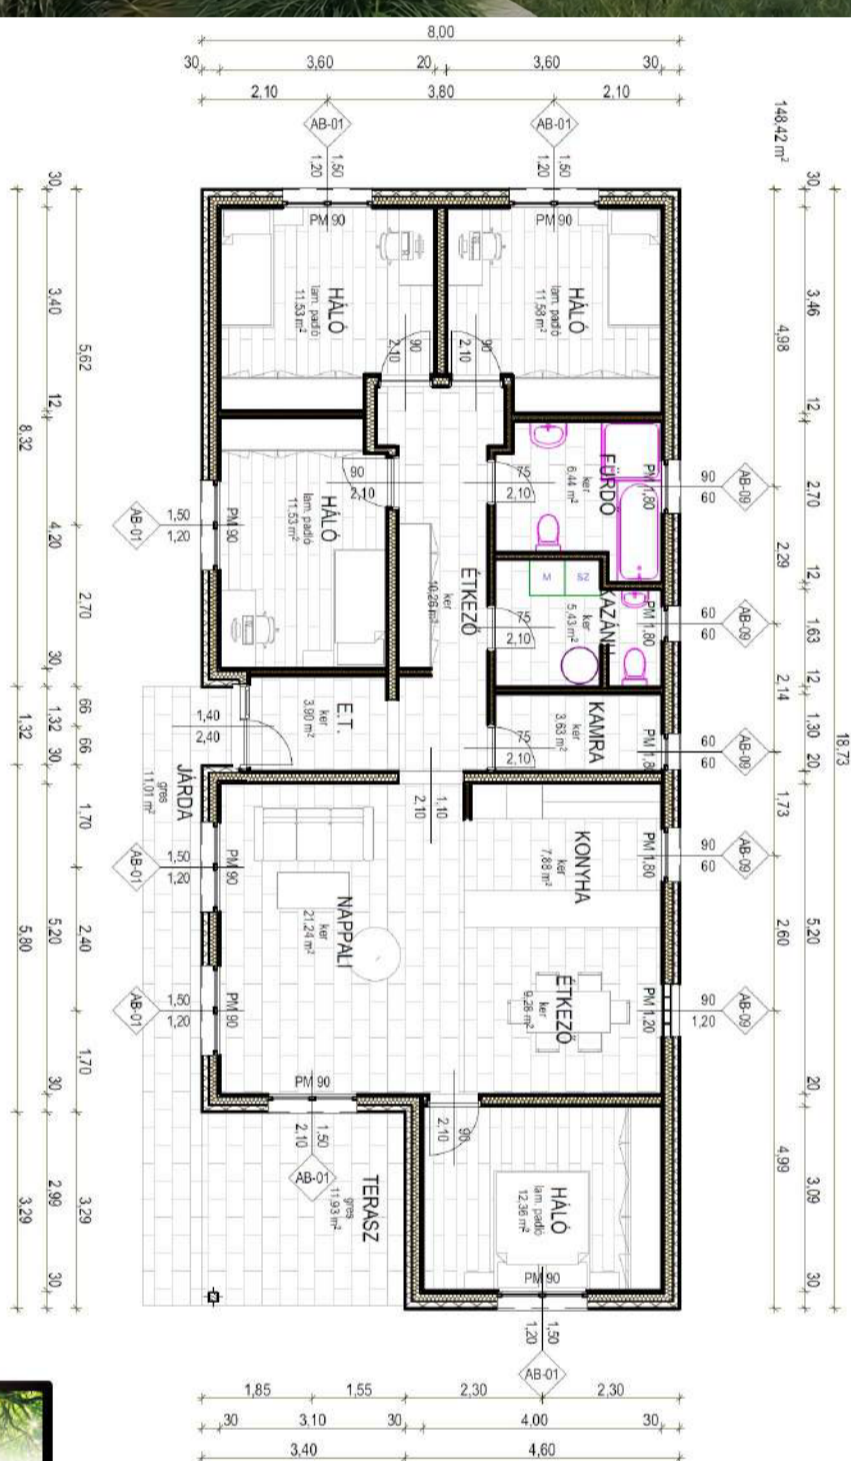 8,00
30 3,60 20 3,60 30
2,10 3,80 2,10
AB-01 AB-01
1,50 1,50
1,20 1,20
148,42 m²
PM 90 PM 90
HÁLÓ
lam. padló
11,53 m²
HÁLÓ
lam. padló
11,58 m²
90
2,10
90
2,10
HÁLÓ
lam. padló
11,53 m²
90
2,10
PM 90
1,50
1,20
AB-01
FÜRDŐ
ker
6,44 m²
75
2,10
PM 1,80
90
60
AB-09
ÉTKEZŐ
ker
10,26 m²
M SZ
ker
5,43 m²
75
2,10
PM 1,80
60
60
AB-09
E.T.
ker
3,90 m²
1,40
2,40
KAMRA
ker
3,63 m²
75
2,10
60
60
AB-09
JÁRDA
gres
11,01 m²
1,10
2,10
NAPPALI
ker
21,24 m²
PM 90
1,50
1,20
AB-01
PM 90
1,50
1,20
AB-01
KONYHA
ker
7,88 m²
PM 1,80
90
60
AB-09
ÉTKEZŐ
ker
9,28 m²
PM 1,20
90
1,20
AB-09
PM 90
1,50
2,10
AB-01
90
2,10
TERASZ
gres
11,93 m²
HÁLÓ
lam. padló
12,36 m²
PM 90
1,50
1,20
AB-01
30 3,46 12 2,70 12 1,63 12 1,30 20 5,20 20 3,09 30
4,98 2,29 2,14 1,73 2,60 4,99
18,73
5,62 2,70 66 66 1,70 2,40 1,70 3,29
30 3,40 12 4,20 30 1,32 30 5,20 30 2,99 30
8,32 1,32 5,80 3,29
1,85 1,55 2,30 2,30
30 3,10 30 4,00 30
3,40 4,60